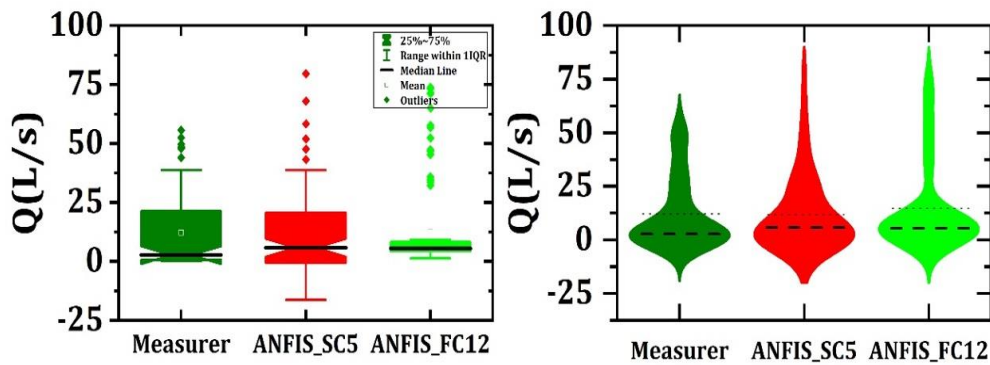 100
75
50
25
0
-25
Q(L/s)
25%~75%
Range within 1IQR
Median Line
Mean
Outliers
Measurer ANFIS_SC5 ANFIS_FC12
100
75
50
25
0
-25
Q(L/s)
Measurer ANFIS_SC5 ANFIS_FC12